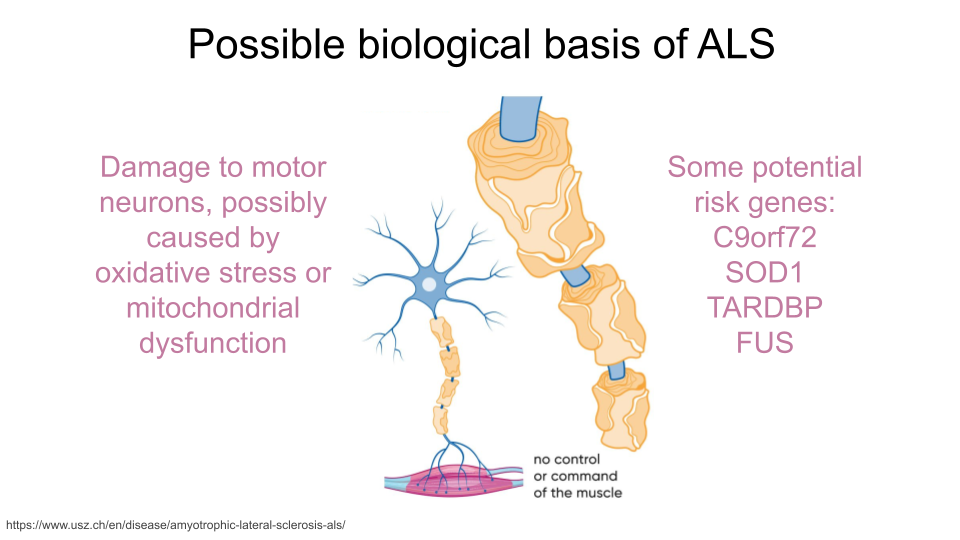 Possible biological basis of ALS
Damage to motor
neurons, possibly
caused by
oxidative stress or
mitochondrial
dysfunction
Some potential
risk genes:
C9orf72
SOD1
TARDBP
FUS
no control
or command
of the muscle
https://www.usz.ch/en/disease/amyotrophic-lateral-sclerosis-als/